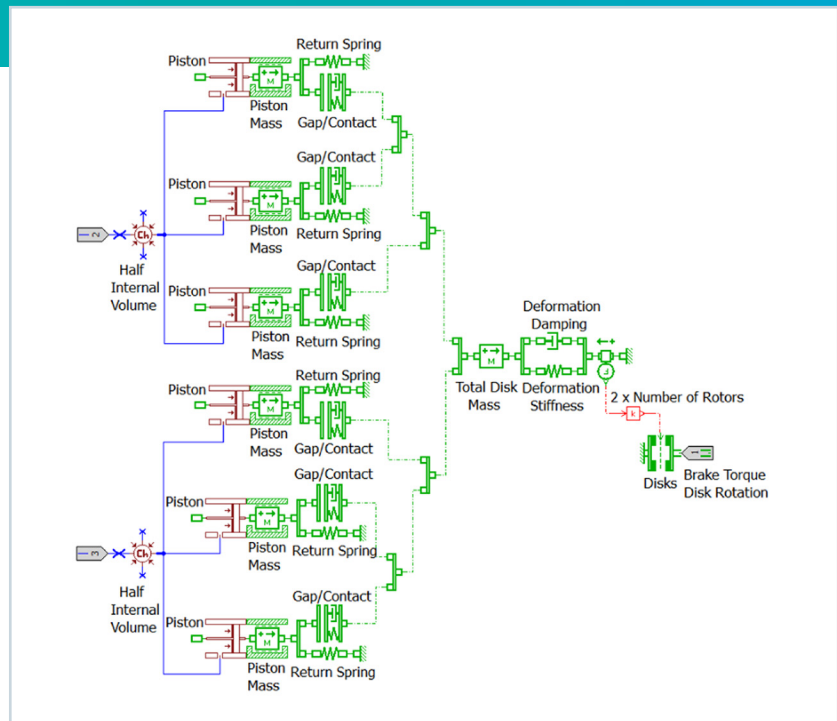 Return Spring
Piston
M
Piston
Mass
Gap/Contact
Gap/Contact
Piston
M
Piston
Mass
Return Spring
2
Ch
Half
Internal
Volume
Gap/Contact
Piston
M
Piston
Mass
Return Spring
Deformation
Damping
M
Total Disk
Mass
Deformation
Stiffness
F
2 x Number of Rotors
k
1
Disks
Brake Torque
Disk Rotation
Return Spring
Piston
M
Piston
Mass
Gap/Contact
Gap/Contact
Piston
M
Piston
Mass
Return Spring
3
Ch
Half
Internal
Volume
Gap/Contact
Piston
M
Piston
Mass
Return Spring